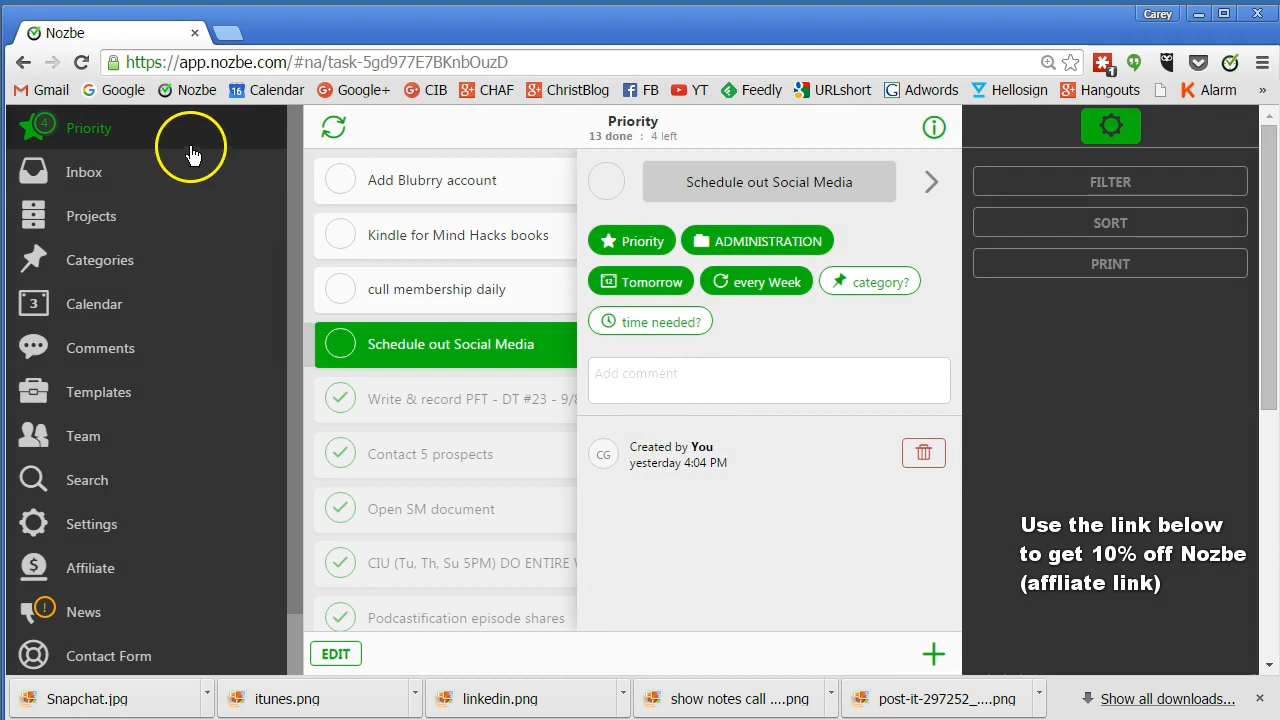 Carey
Nozbe
https://app.nozbe.com/#na/task-5gd977E7BKnbOuzD
1
Gmail
Google
Nozbe
16
Calendar
Google+
CIB
CHAF
ChristBlog
FB
YT
Feedly
URLshort
Adwords
Hellosign
Hangouts
Alarm
»
4
Priority
Inbox
Projects
Categories
3
Calendar
Comments
Templates
Team
Search
Settings
Affiliate
News
Contact Form
Priority
13 done : 4 left
Add Blubrry account
Kindle for Mind Hacks books
cull membership daily
Schedule out Social Media
Write & record PFT - DT #23 - 9/8
Contact 5 prospects
Open SM document
CIU (Tu, Th, Su 5PM) DO ENTIRE
Podcastification episode shares
EDIT
Schedule out Social Media
Priority
ADMINISTRATION
12
Tomorrow
every Week
category?
time needed?
Add comment
CG
Created by You
yesterday 4:04 PM
FILTER
SORT
PRINT
Use the link below
to get 10% off Nozbe
(affliate link)
Snapchat.jpg
itunes.png
linkedin.png
show notes call ....png
post-it-297252_....png
Show all downloads...